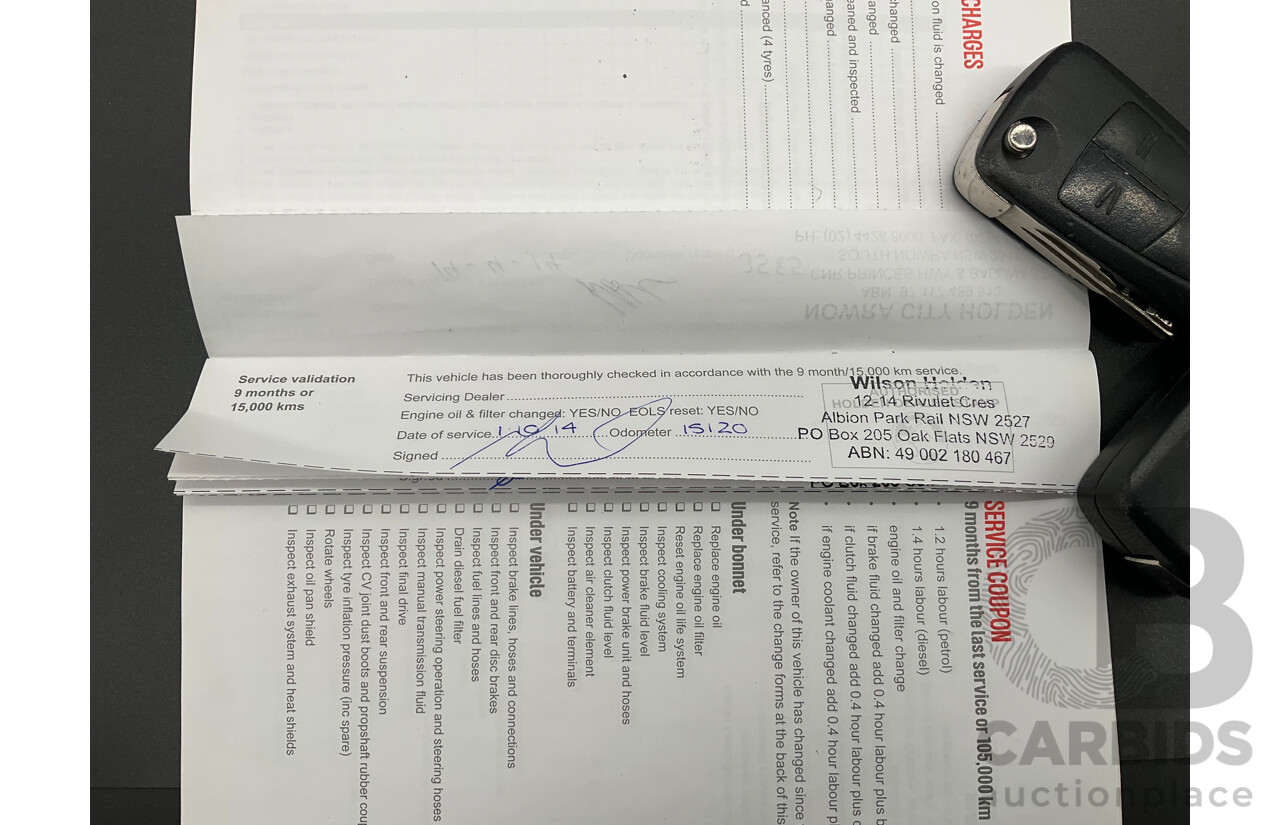 CHARGES
on fluid is changed
changed
anged
eaned and inspected
anged
anced (4 tyres)
d
PH: (02) 4428 9000 FAX
SOUTH NOWRA NSW
CNR PRINCES HWY &
ABN
NOWRA CITY HOLDEN
3585
Service validation
9 months or
15,000 kms
This vehicle has been thoroughly checked in accordance with the 9 month/15,000 km service.
Servicing Dealer
Engine oil & filter changed: YES/NO EOLS reset: YES/NO
Date of service 1 10 14 Odometer 15120
Signed
AUTHORISED
Wilson Holden
12-14 Rivulet Cres
Albion Park Rail NSW 2527
PO Box 205 Oak Flats NSW 2529
ABN: 49 002 180 467
SERVICE COUPON
9 months from the last service or 105,000 km
• 1.2 hours labour (petrol)
• 1.4 hours labour (diesel)
• engine oil and filter change
• if brake fluid changed add 0.4 hour labour plus b
• if clutch fluid changed add 0.4 hour labour plus c
• if engine coolant changed add 0.4 hour labour p
Note If the owner of this vehicle has changed since
service, refer to the change forms at the back of this
Under bonnet
❏ Replace engine oil
❏ Replace engine oil filter
❏ Reset engine oil life system
❏ Inspect cooling system
❏ Inspect brake fluid level
❏ Inspect power brake unit and hoses
❏ Inspect clutch fluid level
❏ Inspect air cleaner element
❏ Inspect battery and terminals
Under vehicle
❏ Inspect brake lines, hoses and connections
❏ Inspect front and rear disc brakes
❏ Inspect fuel lines and hoses
❏ Drain diesel fuel filter
❏ Inspect power steering operation and steering hoses
❏ Inspect manual transmission fluid
❏ Inspect final drive
❏ Inspect front and rear suspension
❏ Inspect CV joint dust boots and propshaft rubber coup
❏ Inspect tyre inflation pressure (inc spare)
❏ Rotate wheels
❏ Inspect oil pan shield
❏ Inspect exhaust system and heat shields
CB
CARBIDS
auctionplace